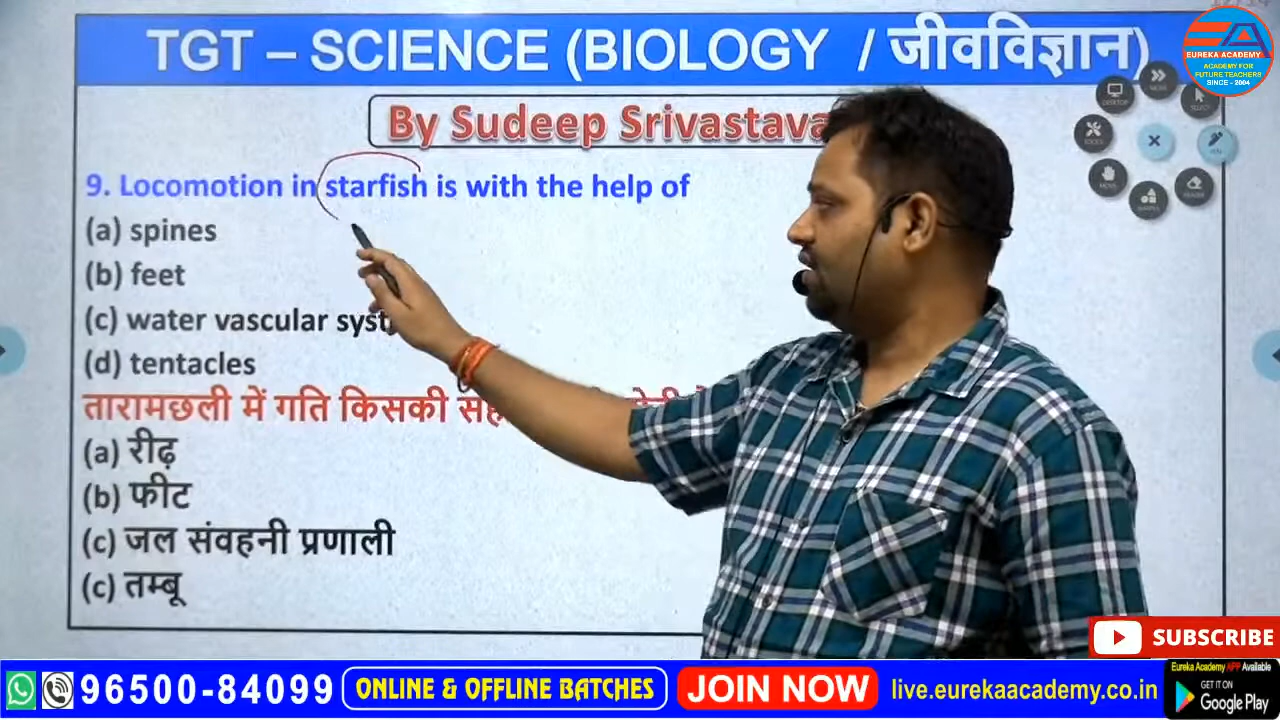 TGT – SCIENCE (BIOLOGY / जीवविज्ञान)
EUREKA ACADEMY
ACADEMY FOR
FUTURE TEACHERS
SINCE - 2004
By Sudeep Srivastava
DESKTOP
MORE
SELECT
9. Locomotion in starfish is with the help of
(a) spines
(b) feet
(c) water vascular syst
(d) tentacles
तारामछली में गति किसकी
(a) रीढ़
(b) फीट
(c) जल संवहनी प्रणाली
(c) तम्बू
SUBSCRIBE
96500-84099
ONLINE & OFFLINE BATCHES
JOIN NOW
live.eurekaacademy.co.in
Eureka Academy APP Available
GET IT ON
Google Play